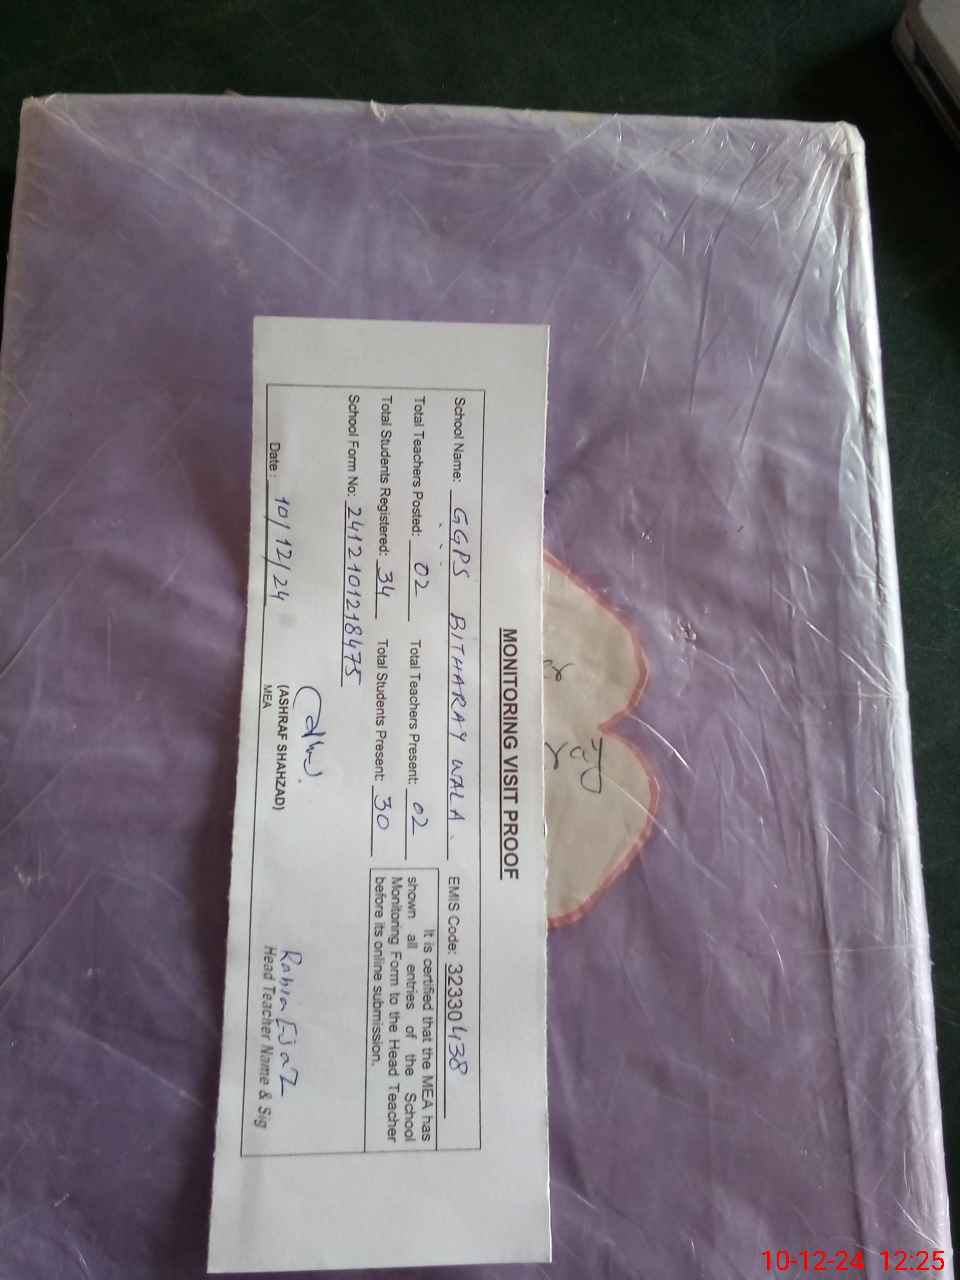 MONITORING VISIT PROOF
School Name: GGPS BITHARAY WALA. EMIS Code: 32330438
Total Teachers Posted: 02 Total Teachers Present: 02
Total Students Registered: 34 Total Students Present: 30
School Form No: 2412101218475
It is certified that the MEA has
shown all entries of the School
Monitoring Form to the Head Teacher
before its online submission.
Date: 10/12/24
(ASHRAF SHAHZAD)
MEA
Rabia Ejaz
Head Teacher Name & Sig
10-12-24 12:25